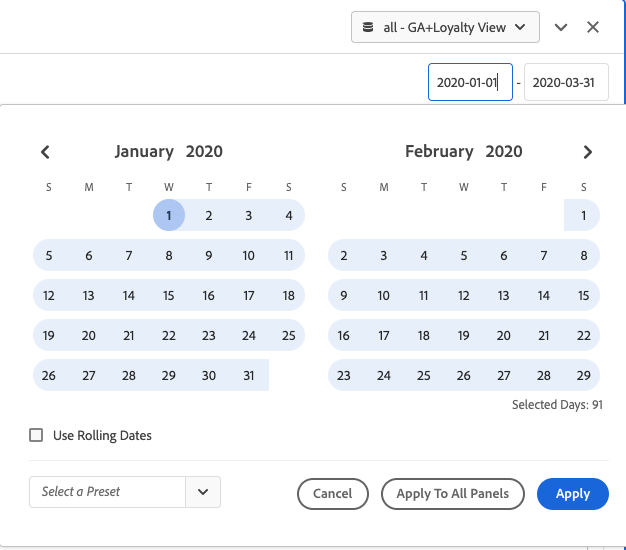 all - GA+Loyalty View
2020-01-01 - 2020-03-31
January 2020
S M T W T F S
1 2 3 4
5 6 7 8 9 10 11
12 13 14 15 16 17 18
19 20 21 22 23 24 25
26 27 28 29 30 31
February 2020
S M T W T F S
1
2 3 4 5 6 7 8
9 10 11 12 13 14 15
16 17 18 19 20 21 22
23 24 25 26 27 28 29
Selected Days: 91
Use Rolling Dates
Select a Preset
Cancel
Apply To All Panels
Apply